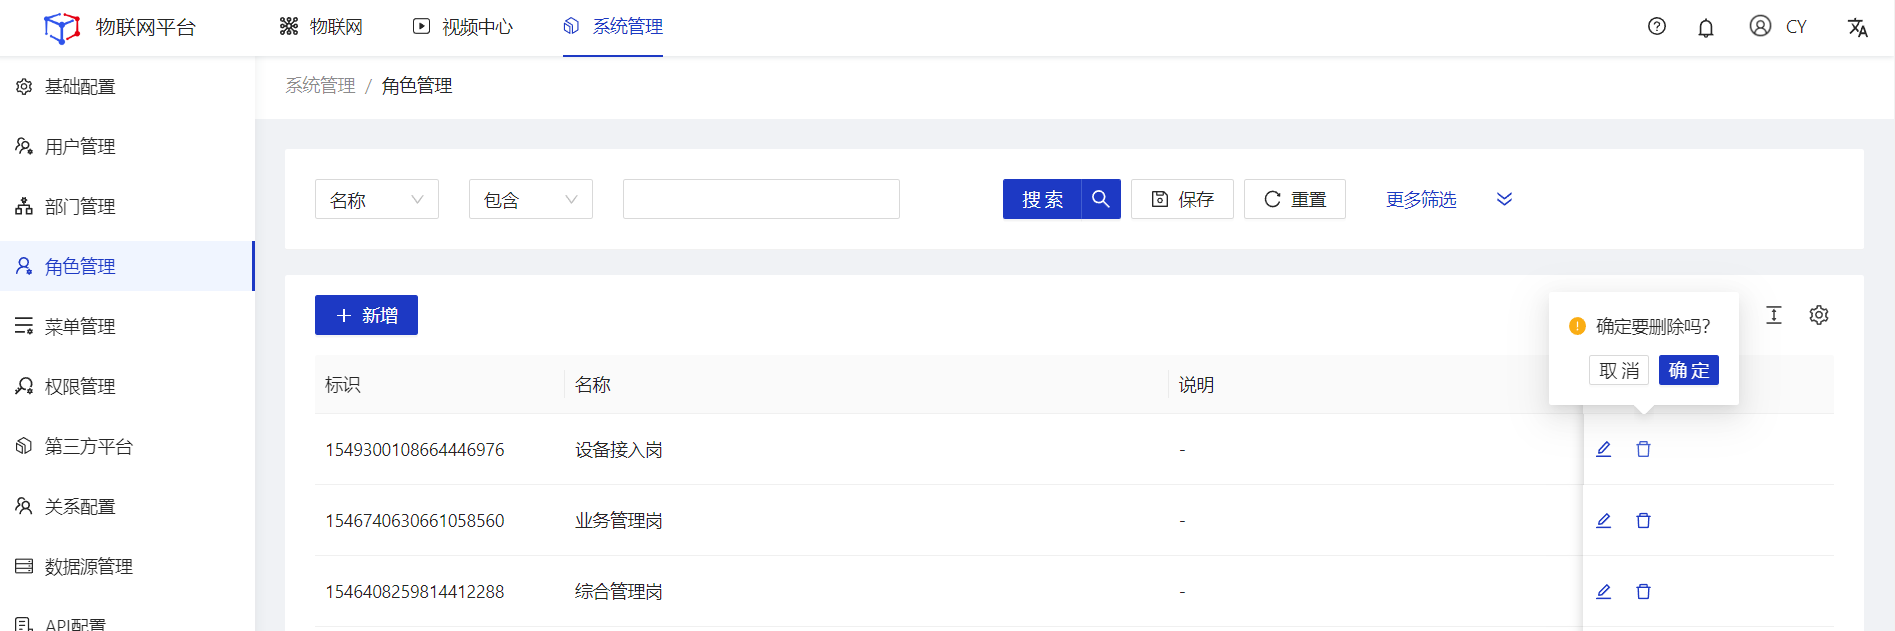 物联网平台
物联网
视频中心
系统管理
CY
基础配置
用户管理
部门管理
角色管理
菜单管理
权限管理
第三方平台
关系配置
数据源管理
API配置
系统管理 / 角色管理
名称
包含
搜 索
保存
重置
更多筛选
新增
确定要删除吗?
取 消
确 定
标识 名称 说明
1549300108664446976 设备接入岗 -
1546740630661058560 业务管理岗 -
1546408259814412288 综合管理岗 -